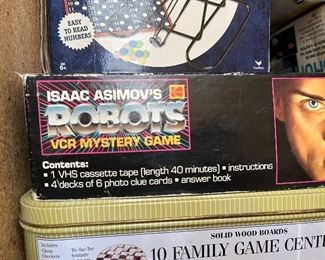 EASY TO
READ
NUMBERS
ISAAC ASIMOV'S
ROBOTS
VCR MYSTERY GAME
Contents:
• 1 VHS cassette tape (length 40 minutes) • instructions
• 4 decks of 6 photo clue cards • answer book
SOLID WOOD BOARDS
10 FAMILY GAME CENT
Includes:
Chess
Checkers
Tic-Tac-Toe
Solitaire